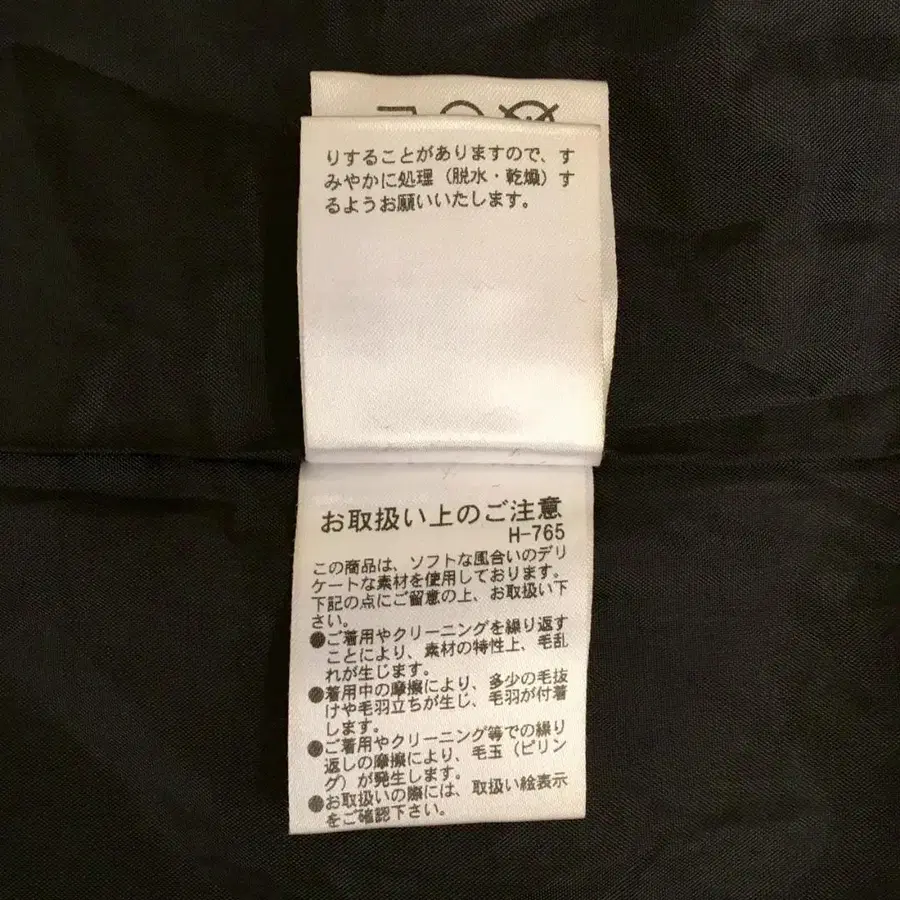 りすることがありますので、す
みやかに処理（脱水・乾燥）す
るようお願いいたします。
お取扱い上のご注意
H-765
この商品は、ソフトな風合いのデリ
ケートな素材を使用しております。
下記の点にご留意の上、お取扱い下
さい。
●ご着用やクリーニングを繰り返す
ことにより、素材の特性上、毛乱
れが生じます。
●着用中の摩擦により、多少の毛抜
けや毛羽立ちが生じ、毛羽が付着
します。
●ご着用やクリーニング等での繰り
返しの摩擦により、毛玉（ピリン
グ）が発生します。
●お取扱いの際には、取扱い絵表示
をご確認下さい。